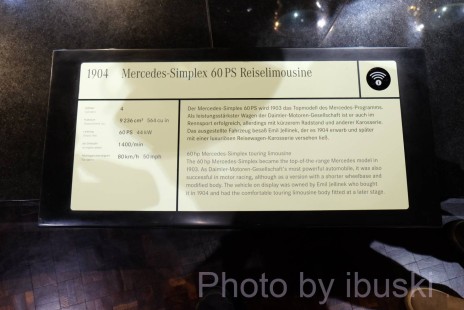 1904 Mercedes-Simplex 60 PS Reiselimousine
4
9236 cm³ 564 cu in
60 PS 44 kW
1400/min
80 km/h 50 mph
Der Mercedes-Simplex 60 PS wird 1903 das Topmodell des Mercedes-Programms.
Als leistungsstärkster Wagen der Daimler-Motoren-Gesellschaft ist er auch im
Rennsport erfolgreich, allerdings mit kürzerem Radstand und anderer Karosserie.
Das ausgestellte Fahrzeug besaß Emil Jellinek, der es 1904 erwarb und später
mit einer luxuriösen Reisewagen-Karosserie versehen ließ.
60 hp Mercedes-Simplex touring limousine
The 60 hp Mercedes-Simplex became the top-of-the-range Mercedes model in
1903. As Daimler-Motoren-Gesellschaft's most powerful automobile, it was also
successful in motor racing, although as a version with a shorter wheelbase and
modified body. The vehicle on display was owned by Emil Jellinek who bought
it in 1904 and had the comfortable touring limousine body fitted at a later stage.
Photo by ibuski